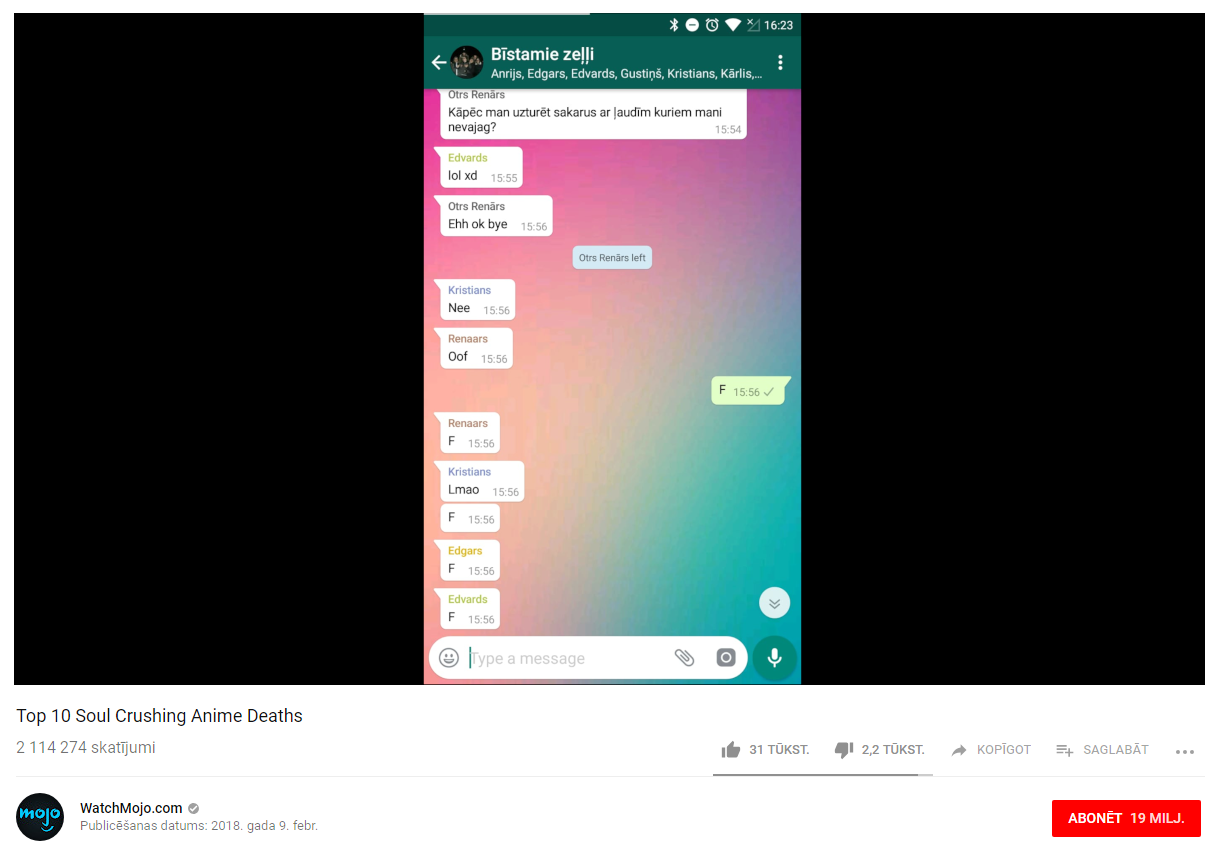 16:23
Bīstamie zeļļi
Anrijs, Edgars, Edvards, Gustiņš, Kristians, Kārlis,...
Otrs Renārs
Kāpēc man uzturēt sakarus ar ļaudīm kuriem mani
nevajag?
15:54
Edvards
lol xd 15:55
Otrs Renārs
Ehh ok bye 15:56
Otrs Renārs left
Kristians
Nee 15:56
Renaars
Oof 15:56
F 15:56
Renaars
F 15:56
Kristians
Lmao 15:56
F 15:56
Edgars
F 15:56
Edvards
F 15:56
Type a message
Top 10 Soul Crushing Anime Deaths
2 114 274 skatījumi
31 TŪKST. 2,2 TŪKST. KOPĪGOT SAGLABĀT
mojo
WatchMojo.com
Publicēšanas datums: 2018. gada 9. febr.
ABONĒT 19 MILJ.